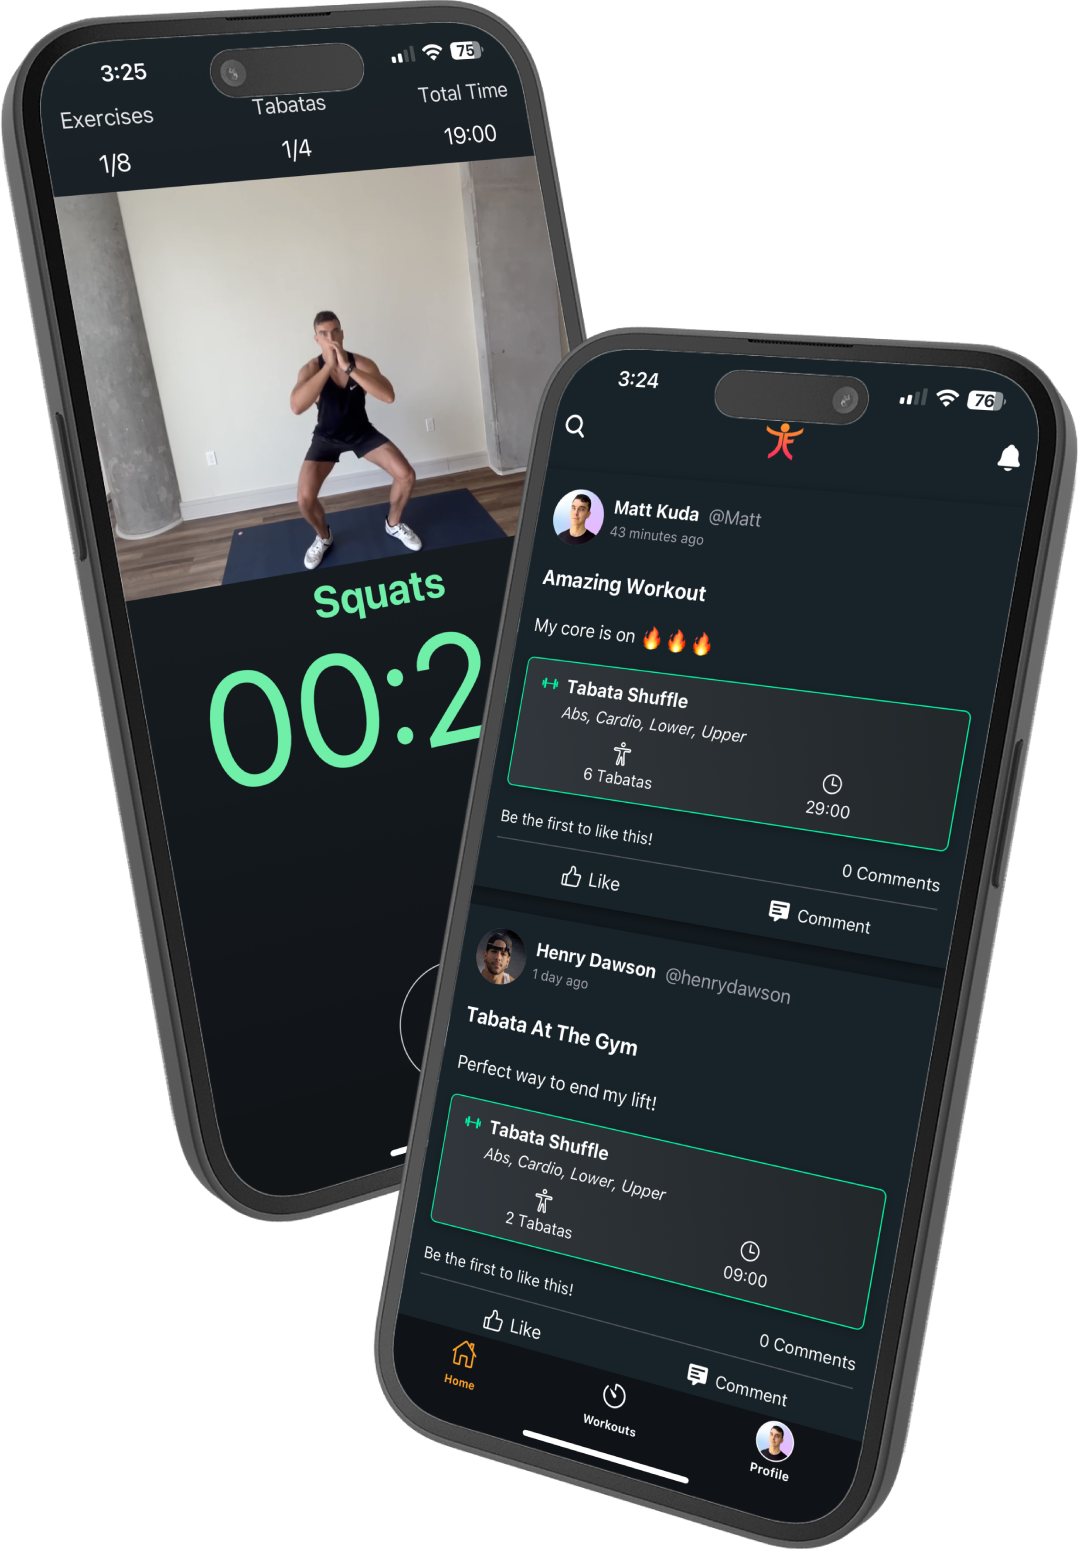 3:25
75
Exercises
Tabatas
Total Time
1/8
1/4
19:00
Squats
00:2
3:24
76
Matt Kuda @Matt
43 minutes ago
Amazing Workout
My core is on 🔥🔥🔥
Tabata Shuffle
Abs, Cardio, Lower, Upper
6 Tabatas
29:00
Be the first to like this!
0 Comments
Like
Comment
Henry Dawson @henrydawson
1 day ago
Tabata At The Gym
Perfect way to end my lift!
Tabata Shuffle
Abs, Cardio, Lower, Upper
2 Tabatas
09:00
Be the first to like this!
0 Comments
Like
Comment
Home
Workouts
Profile